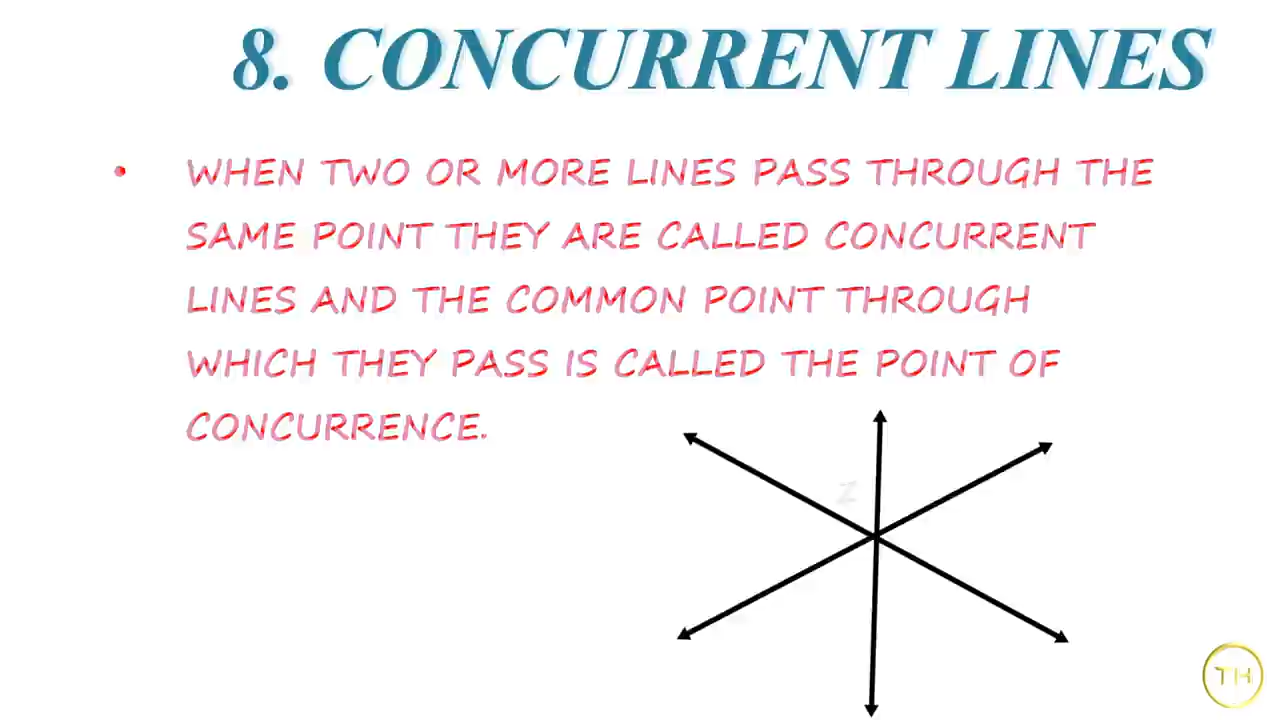 8. CONCURRENT LINES
• WHEN TWO OR MORE LINES PASS THROUGH THE
SAME POINT THEY ARE CALLED CONCURRENT
LINES AND THE COMMON POINT THROUGH
WHICH THEY PASS IS CALLED THE POINT OF
CONCURRENCE.
Z
TH